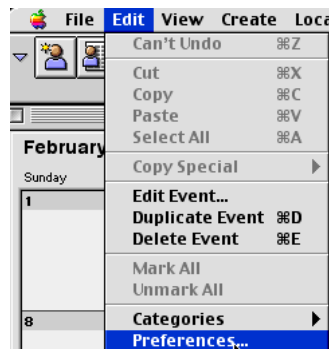 File Edit View Create Loca
Can't Undo ⌘Z
Cut ⌘X
Copy ⌘C
Paste ⌘V
Select All ⌘A
February
Copy Special
Sunday
1
Edit Event...
Duplicate Event ⌘D
Delete Event ⌘E
Mark All
Unmark All
8
Categories
Preferences...